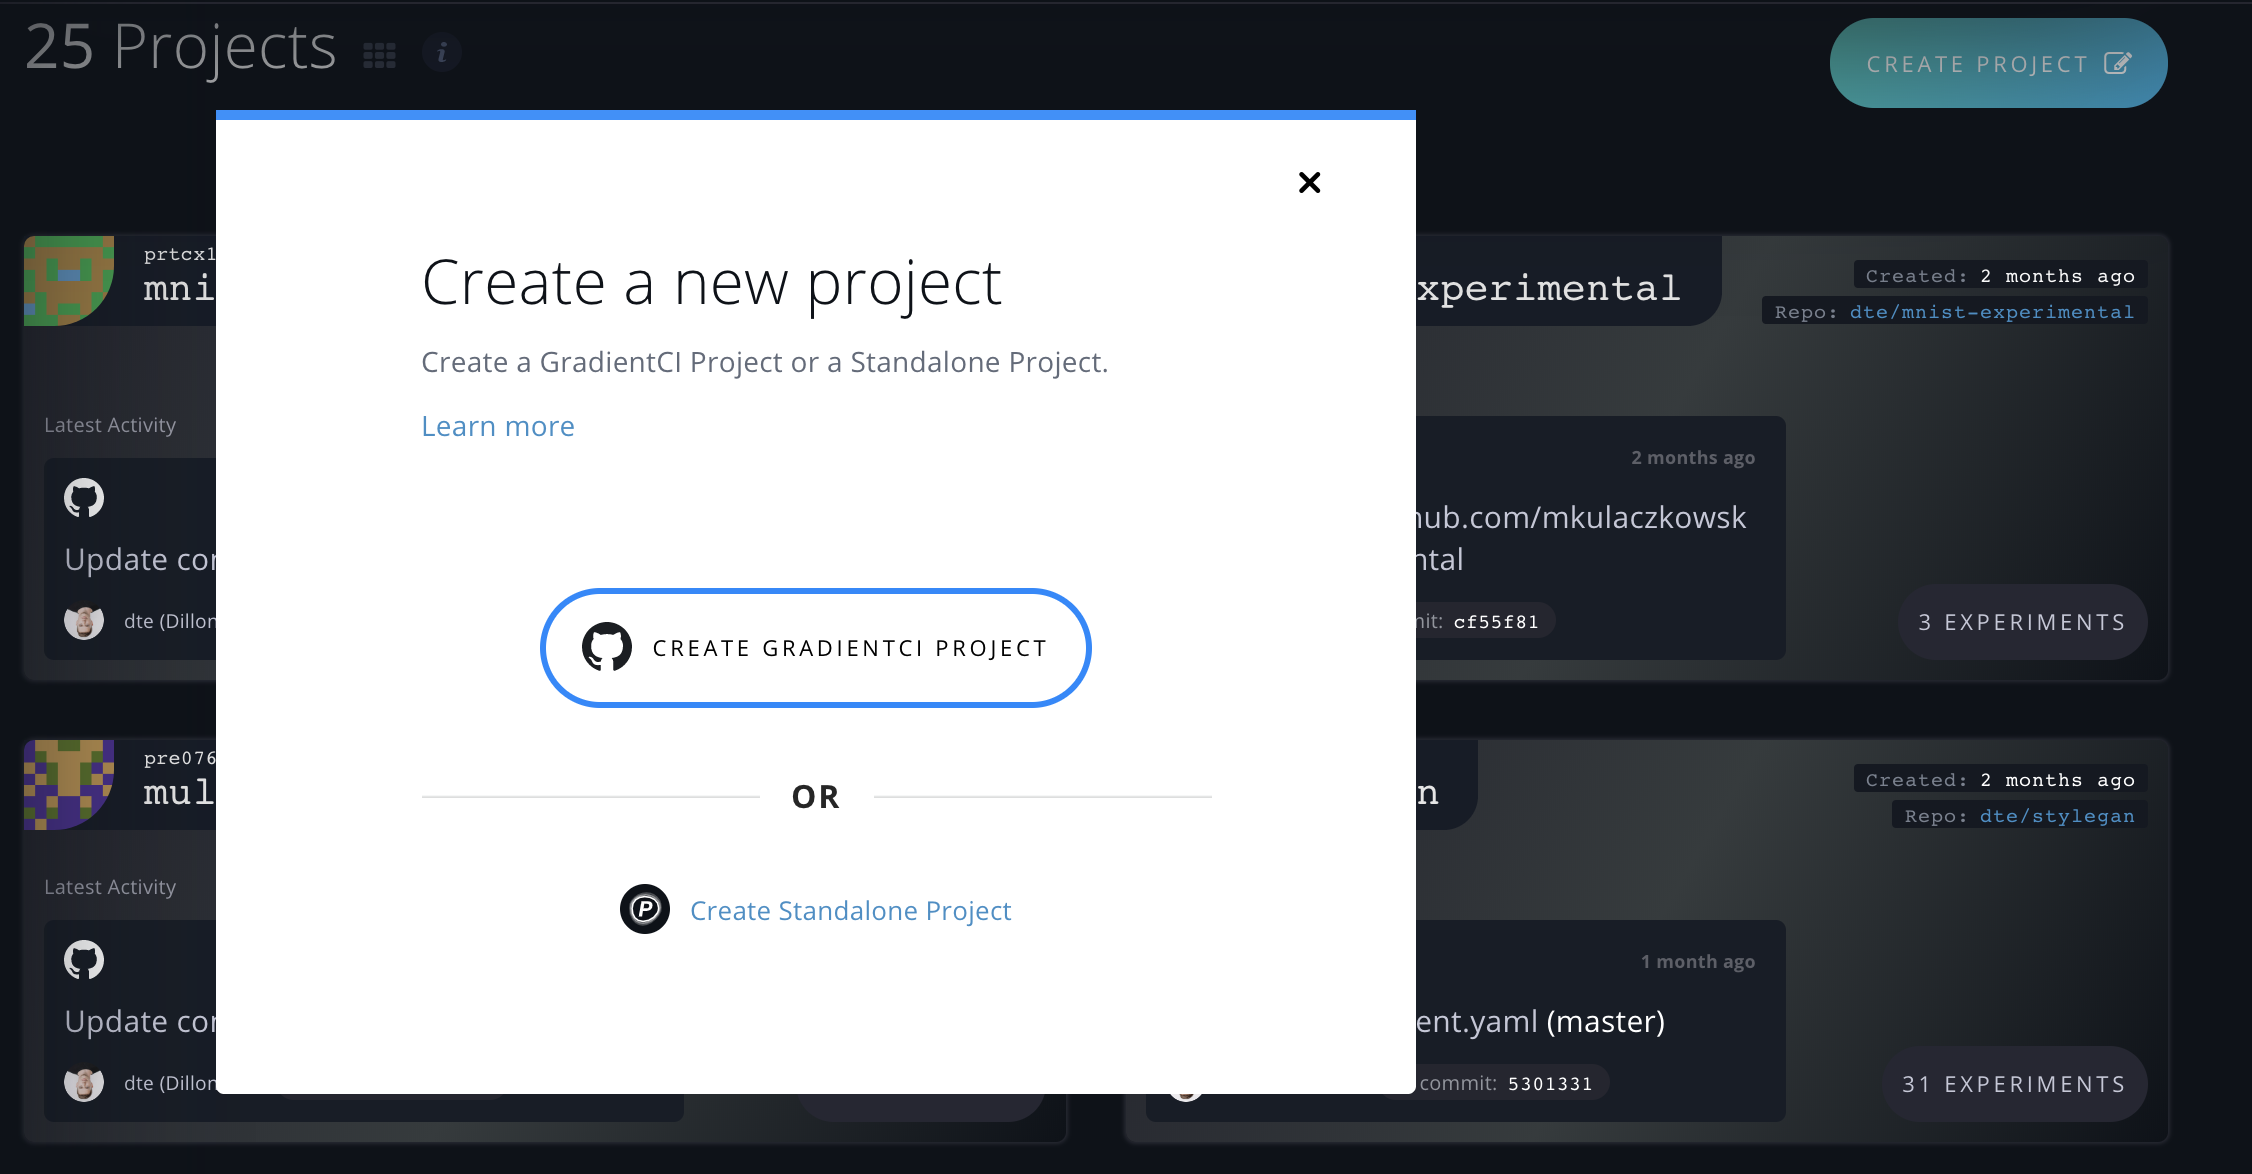 25 Projects
CREATE PROJECT
Create a new project
Create a GradientCI Project or a Standalone Project.
Learn more
CREATE GRADIENTCI PROJECT
OR
Create Standalone Project
prtcx1
mni
Latest Activity
Update cor
dte (Dillon
xperimental
Created: 2 months ago
Repo: dte/mnist-experimental
2 months ago
hub.com/mkulaczkowsk
ntal
nit: cf55f81
3 EXPERIMENTS
pre076
mul
Latest Activity
Update cor
dte (Dillon
n
Created: 2 months ago
Repo: dte/stylegan
1 month ago
ent.yaml (master)
commit: 5301331
31 EXPERIMENTS